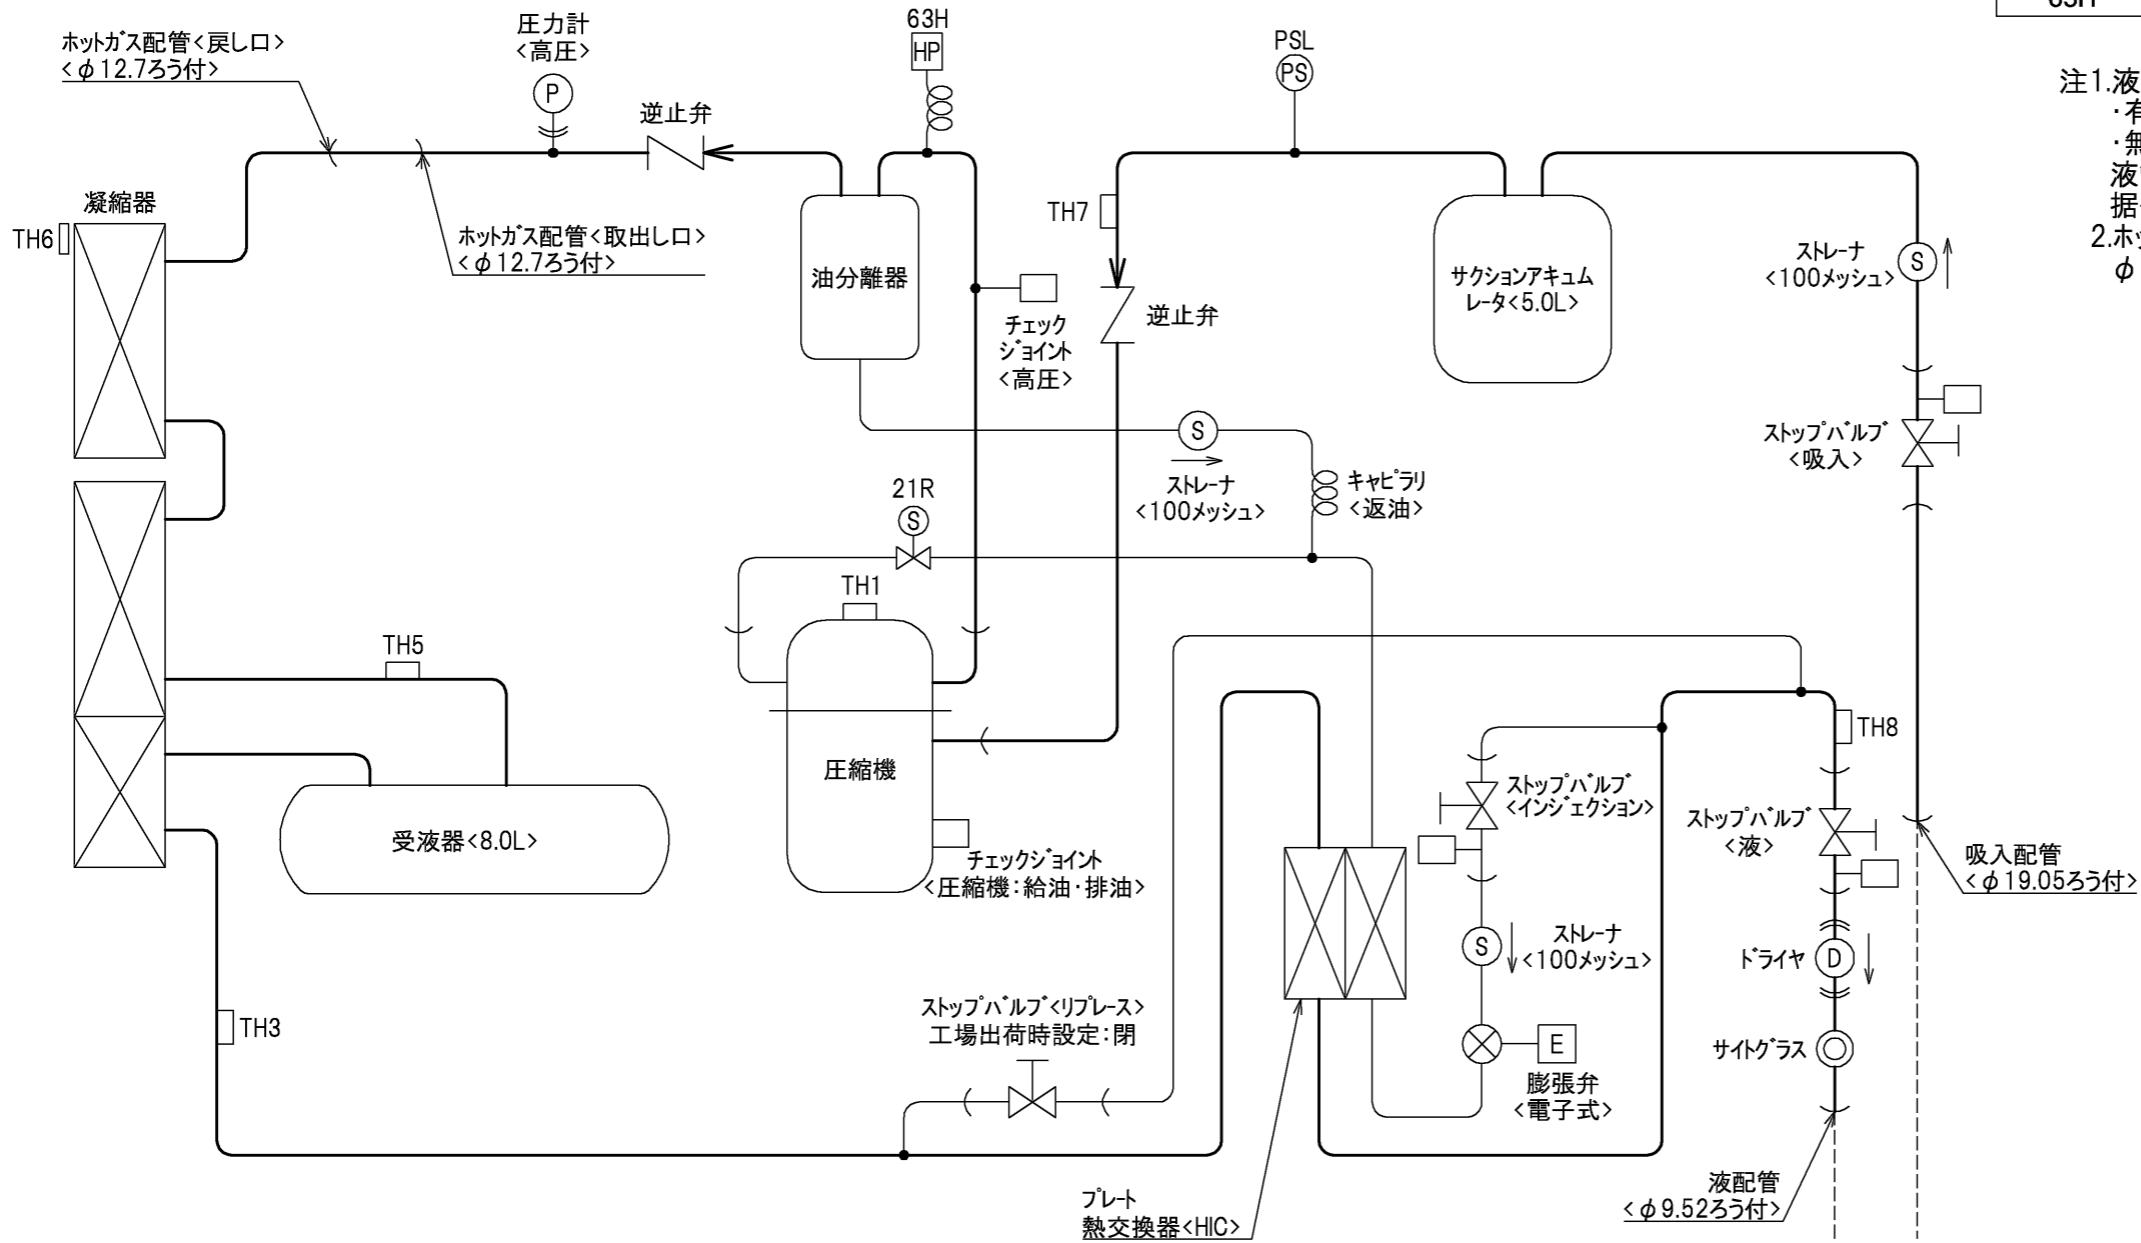 63H
注1.液
・有
・無
液
据
2.ホッ
φ
ホットガス配管<戻し口>
<φ12.7ろう付>
圧力計
<高圧>
P
逆止弁
63H
HP
PSL
PS
凝縮器
TH6
ホットガス配管<取出し口>
<φ12.7ろう付>
油分離器
チェック
ジョイント
<高圧>
TH7
逆止弁
サクションアキュム
レータ<5.0L>
ストレーナ
<100メッシュ>
S
ストップバルブ
<吸入>
S
ストレーナ
<100メッシュ>
キャピラリ
<返油>
21R
S
TH1
TH5
圧縮機
受液器<8.0L>
チェックジョイント
<圧縮機:給油・排油>
ストップバルブ
<インジェクション>
TH8
ストップバルブ
<液>
吸入配管
<φ19.05ろう付>
S
ストレーナ
<100メッシュ>
ドライヤ
D
TH3
ストップバルブ<リプレース>
工場出荷時設定:閉
E
膨張弁
<電子式>
サイトグラス
プレート
熱交換器<HIC>
液配管
<φ9.52ろう付>